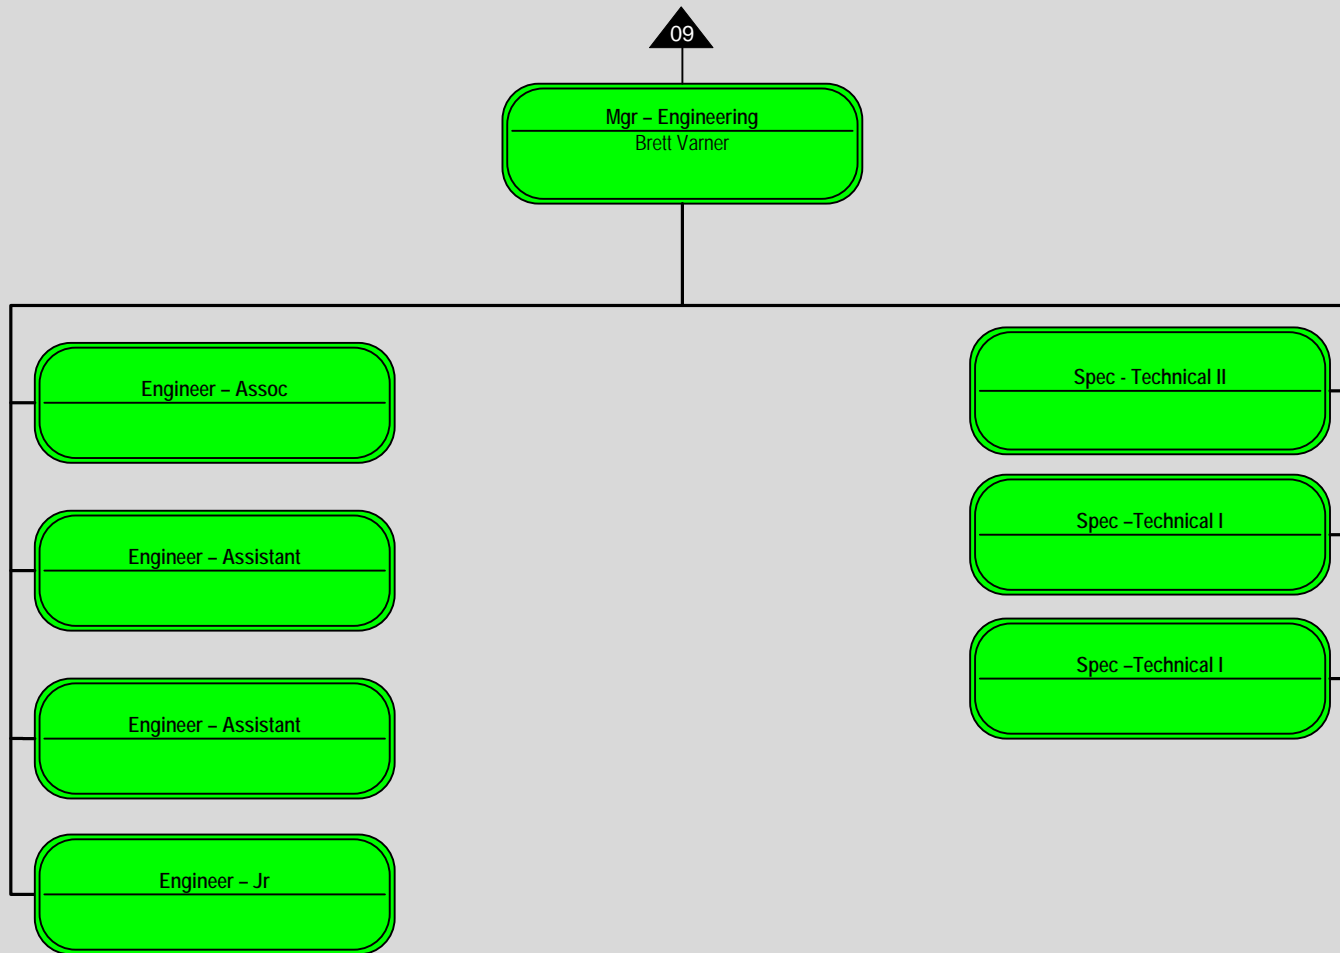 09
Mgr – Engineering
Brett Varner
Engineer – Assoc
Engineer – Assistant
Engineer – Assistant
Engineer – Jr
Spec - Technical II
Spec –Technical I
Spec –Technical I